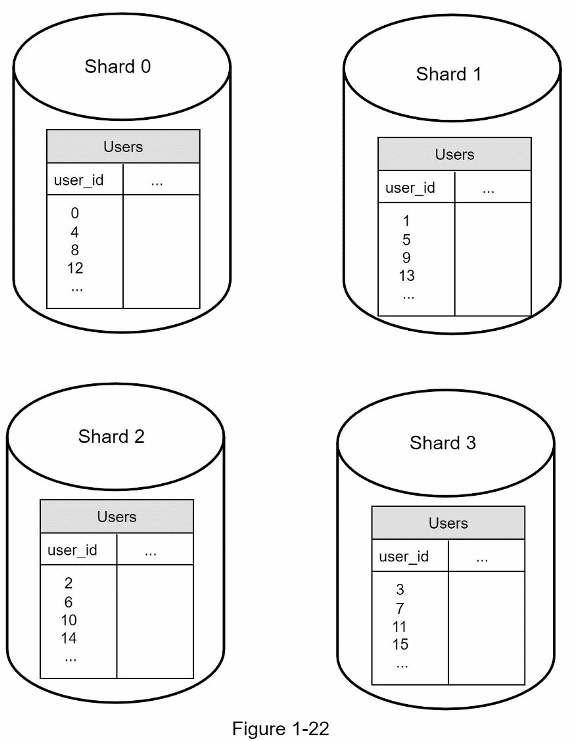 Shard 0
Users
user_id ...
0
4
8
12
...
Shard 1
Users
user_id ...
1
5
9
13
...
Shard 2
Users
user_id ...
2
6
10
14
...
Shard 3
Users
user_id ...
3
7
11
15
...
Figure 1-22